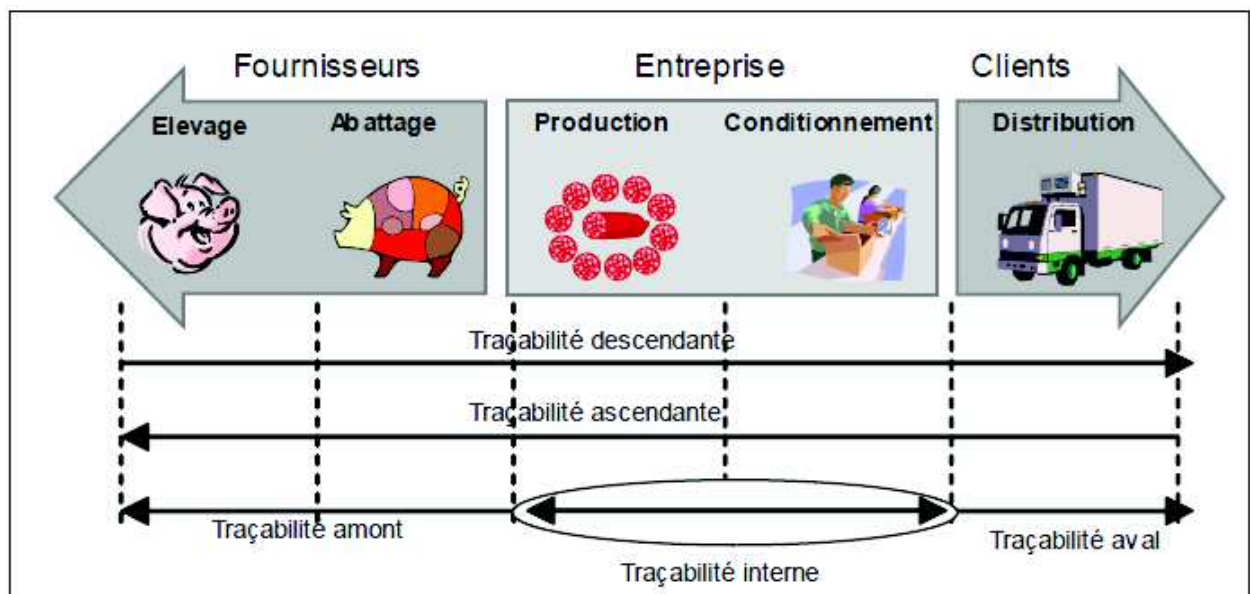 Fournisseurs Entreprise Clients
Elevage Abattage Production Conditionnement Distribution
Traçabilité descendante
Traçabilité ascendante
Traçabilité amont
Traçabilité interne
Traçabilité aval